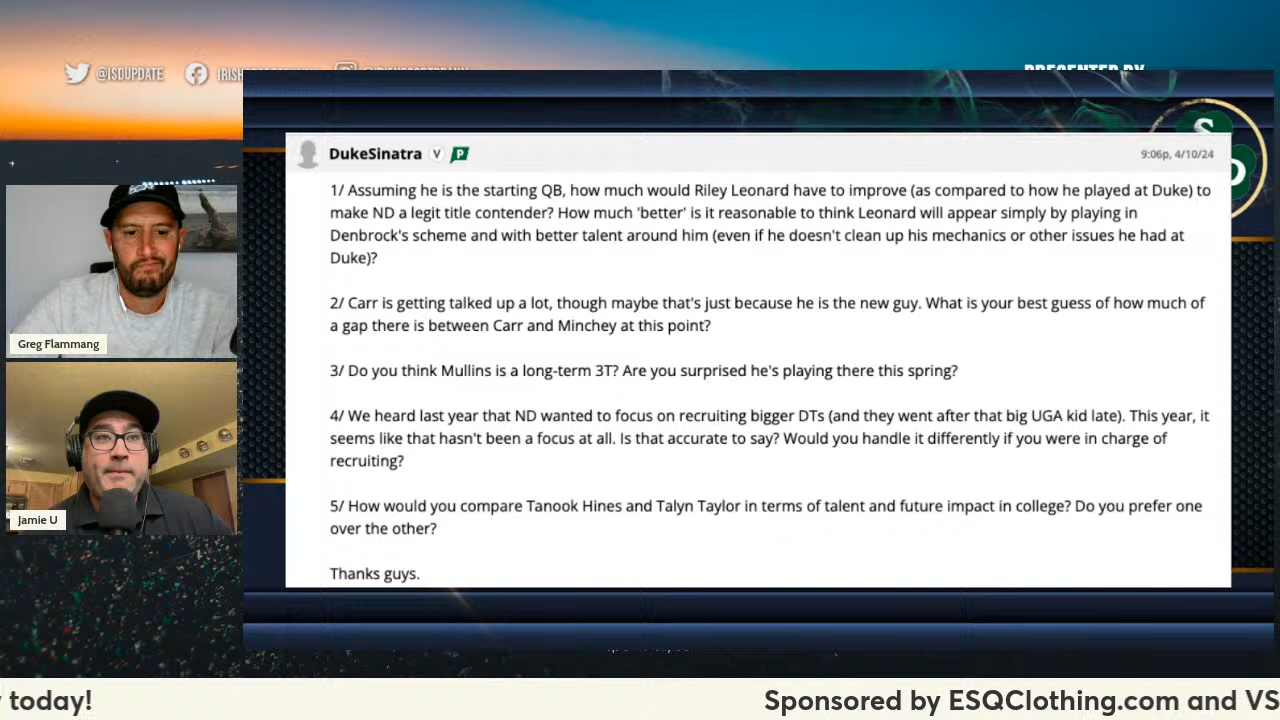 @ISDUPDATE
PRESENTED BY
S
D
DukeSinatra V P
9:06p, 4/10/24
1/ Assuming he is the starting QB, how much would Riley Leonard have to improve (as compared to how he played at Duke) to
make ND a legit title contender? How much 'better' is it reasonable to think Leonard will appear simply by playing in
Denbrock's scheme and with better talent around him (even if he doesn't clean up his mechanics or other issues he had at
Duke)?
2/ Carr is getting talked up a lot, though maybe that's just because he is the new guy. What is your best guess of how much of
a gap there is between Carr and Minchey at this point?
3/ Do you think Mullins is a long-term 3T? Are you surprised he's playing there this spring?
4/ We heard last year that ND wanted to focus on recruiting bigger DTs (and they went after that big UGA kid late). This year, it
seems like that hasn't been a focus at all. Is that accurate to say? Would you handle it differently if you were in charge of
recruiting?
5/ How would you compare Tanook Hines and Talyn Taylor in terms of talent and future impact in college? Do you prefer one
over the other?
Thanks guys.
Greg Flammang
Jamie U
today!
Sponsored by ESQClothing.com and VS